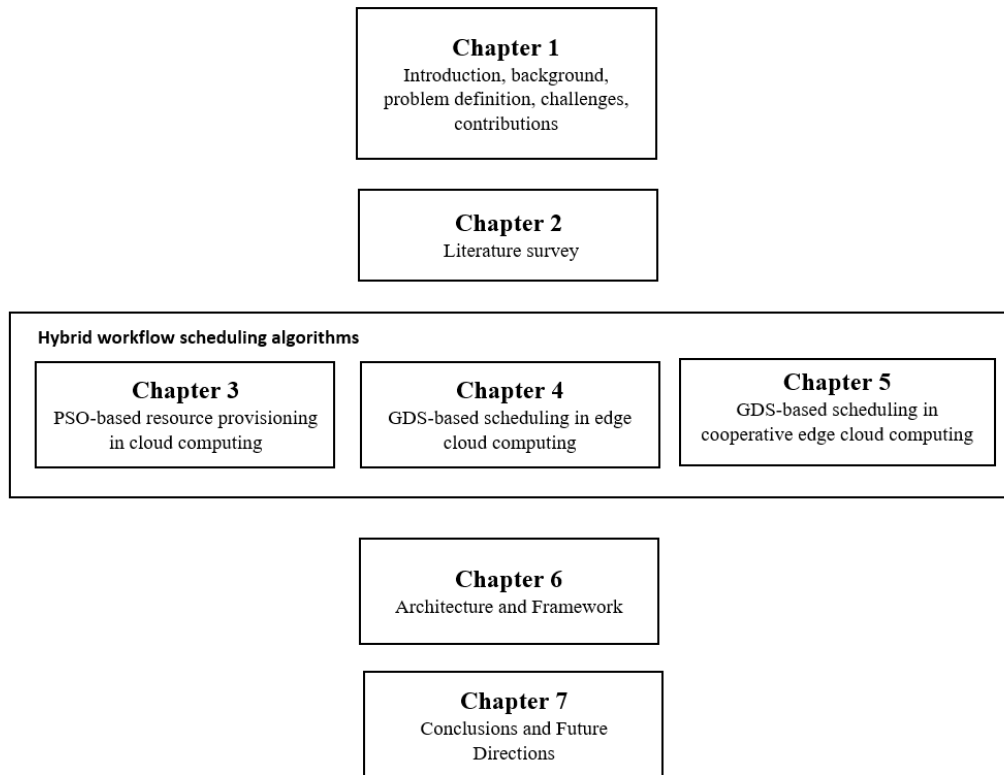 Chapter 1
Introduction, background,
problem definition, challenges,
contributions
Chapter 2
Literature survey
Hybrid workflow scheduling algorithms
Chapter 3
PSO-based resource provisioning
in cloud computing
Chapter 4
GDS-based scheduling in edge
cloud computing
Chapter 5
GDS-based scheduling in
cooperative edge cloud computing
Chapter 6
Architecture and Framework
Chapter 7
Conclusions and Future
Directions